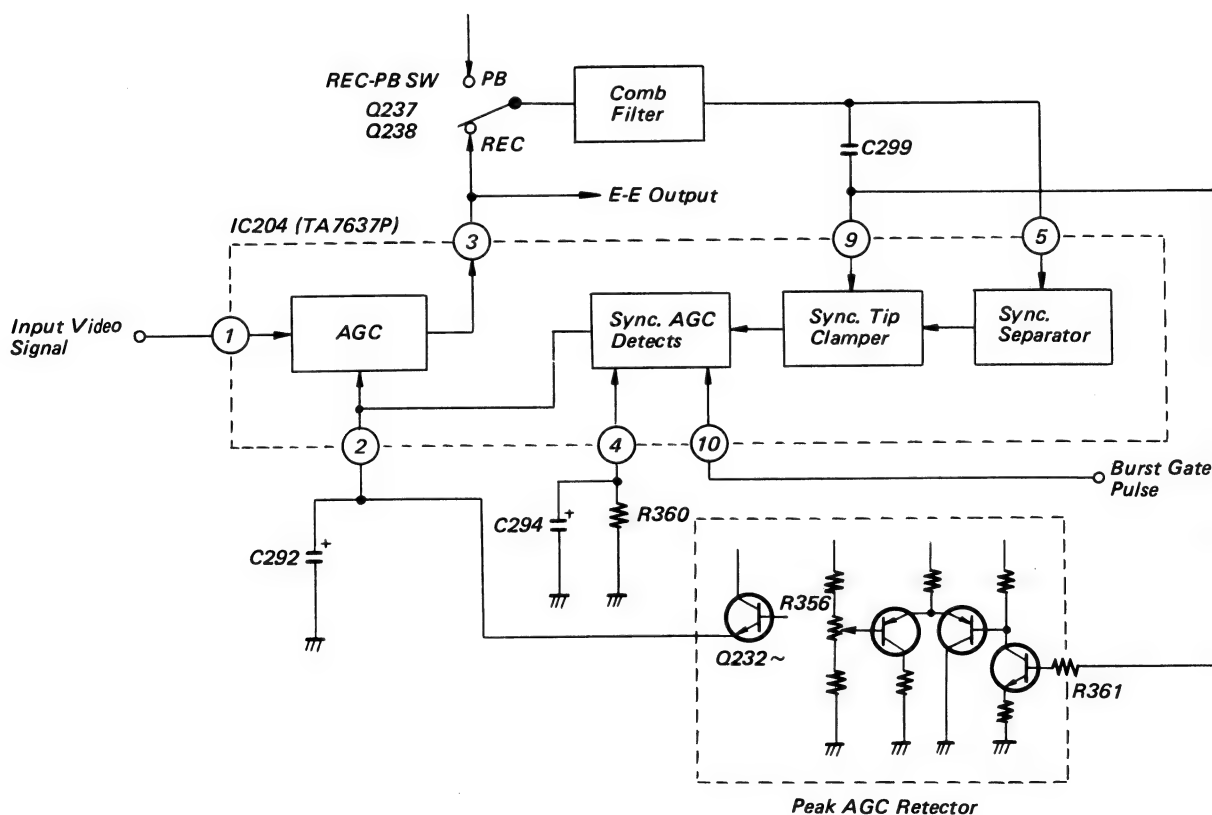 REC-PB SW
PB
Q237
Q238
REC
Comb
Filter
C299
E-E Output
IC204 (TA7637P)
3
9
5
Input Video
Signal
1
AGC
Sync. AGC
Detects
Sync. Tip
Clamper
Sync.
Separator
2
4
10
Burst Gate
Pulse
C292
+
C294
+
R360
R356
Q232~
R361
Peak AGC Retector